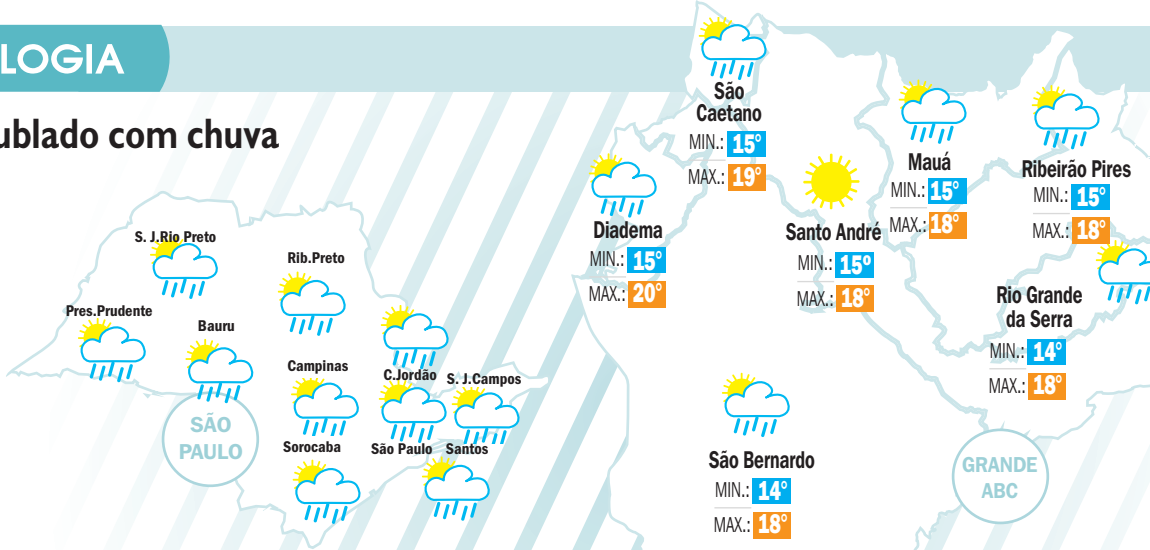 LOGIA
ublado com chuva
S. J.Rio Preto
Rib.Preto
Pres.Prudente
Bauru
Campinas
C.Jordão
S. J.Campos
SÃO
PAULO
Sorocaba
São Paulo
Santos
São
Caetano
MIN.: 15°
MAX.: 19°
Diadema
MIN.: 15°
MAX.: 20°
Santo André
MIN.: 15º
MAX.: 18°
Mauá
MIN.: 15°
MAX.: 18°
Ribeirão Pires
MIN.: 15°
MAX.: 18°
Rio Grande
da Serra
MIN.: 14°
MAX.: 18°
São Bernardo
MIN.: 14°
MAX.: 18°
GRANDE
ABC